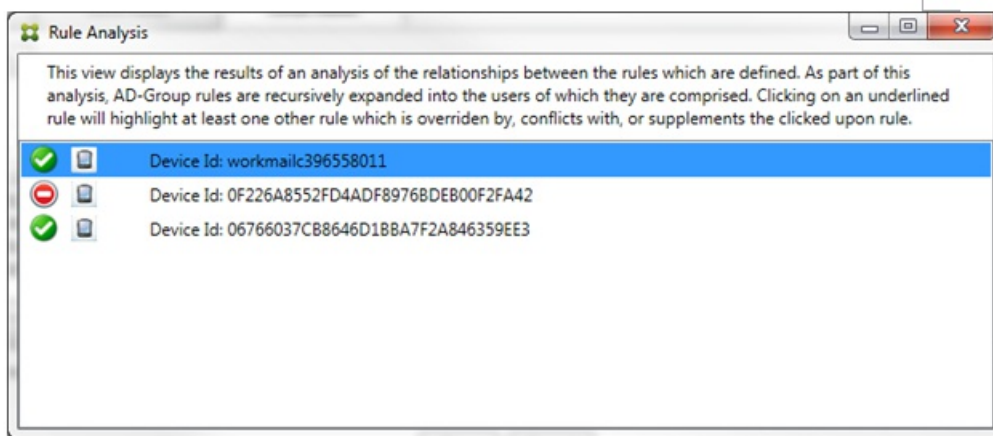 Rule Analysis
This view displays the results of an analysis of the relationships between the rules which are defined. As part of this
analysis, AD-Group rules are recursively expanded into the users of which they are comprised. Clicking on an underlined
rule will highlight at least one other rule which is overriden by, conflicts with, or supplements the clicked upon rule.
Device Id: workmailc396558011
Device Id: 0F226A8552FD4ADF8976BDEB00F2FA42
Device Id: 06766037CB8646D1BBA7F2A846359EE3